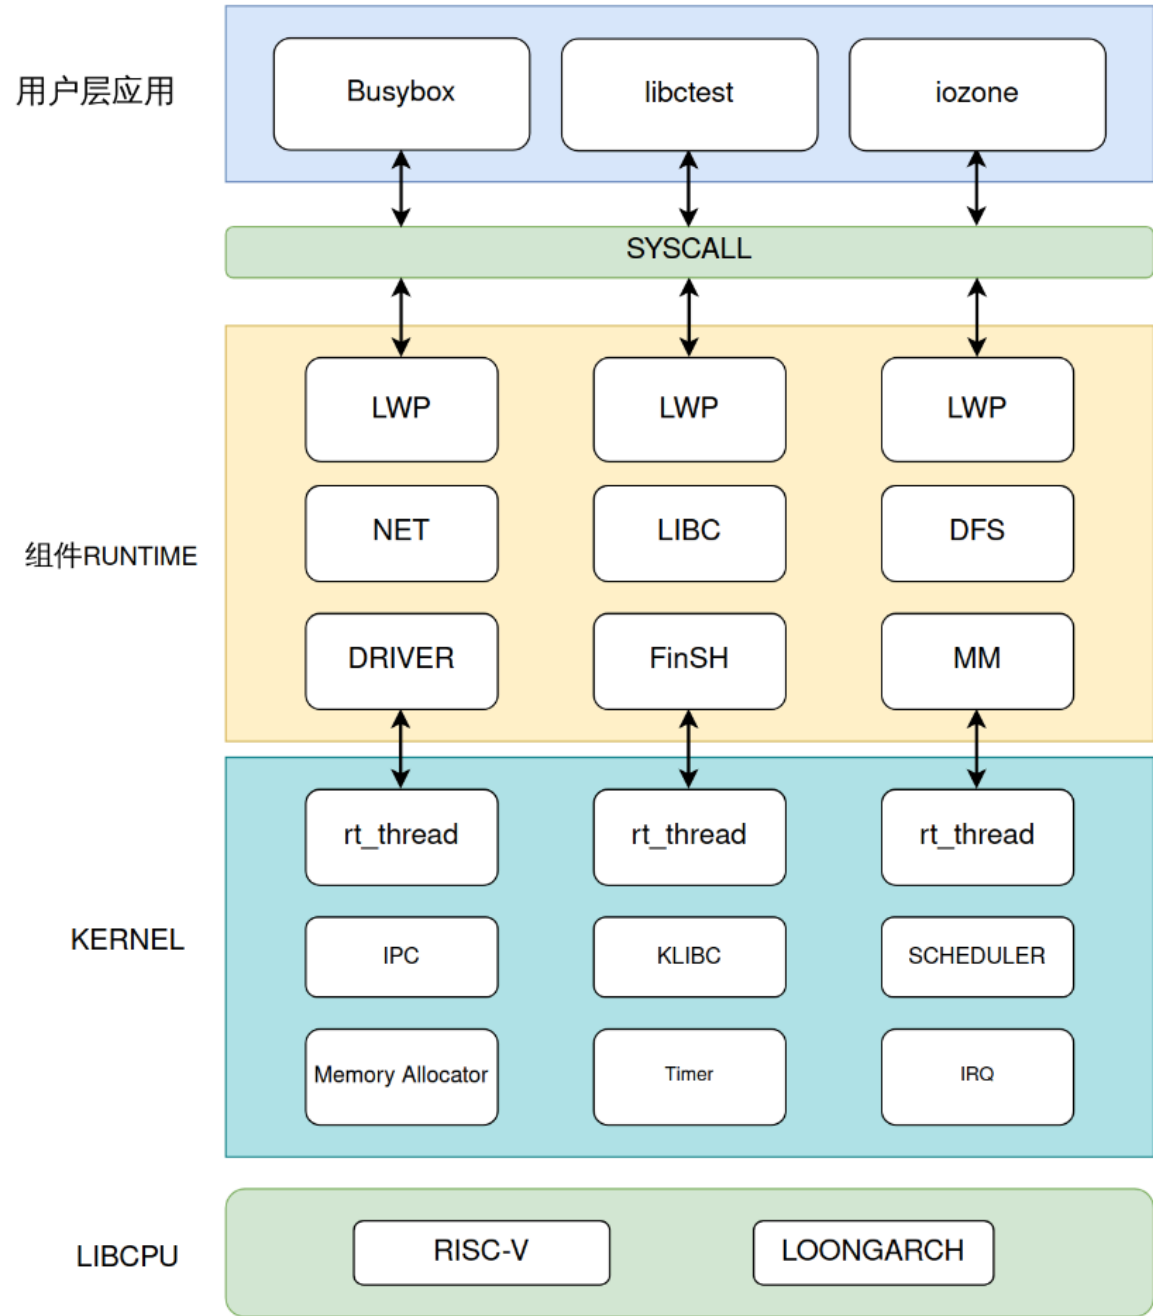 用户层应用
Busybox
libctest
iozone
SYSCALL
组件RUNTIME
LWP
LWP
LWP
NET
LIBC
DFS
DRIVER
FinSH
MM
KERNEL
rt_thread
rt_thread
rt_thread
IPC
KLIBC
SCHEDULER
Memory Allocator
Timer
IRQ
LIBCPU
RISC-V
LOONGARCH